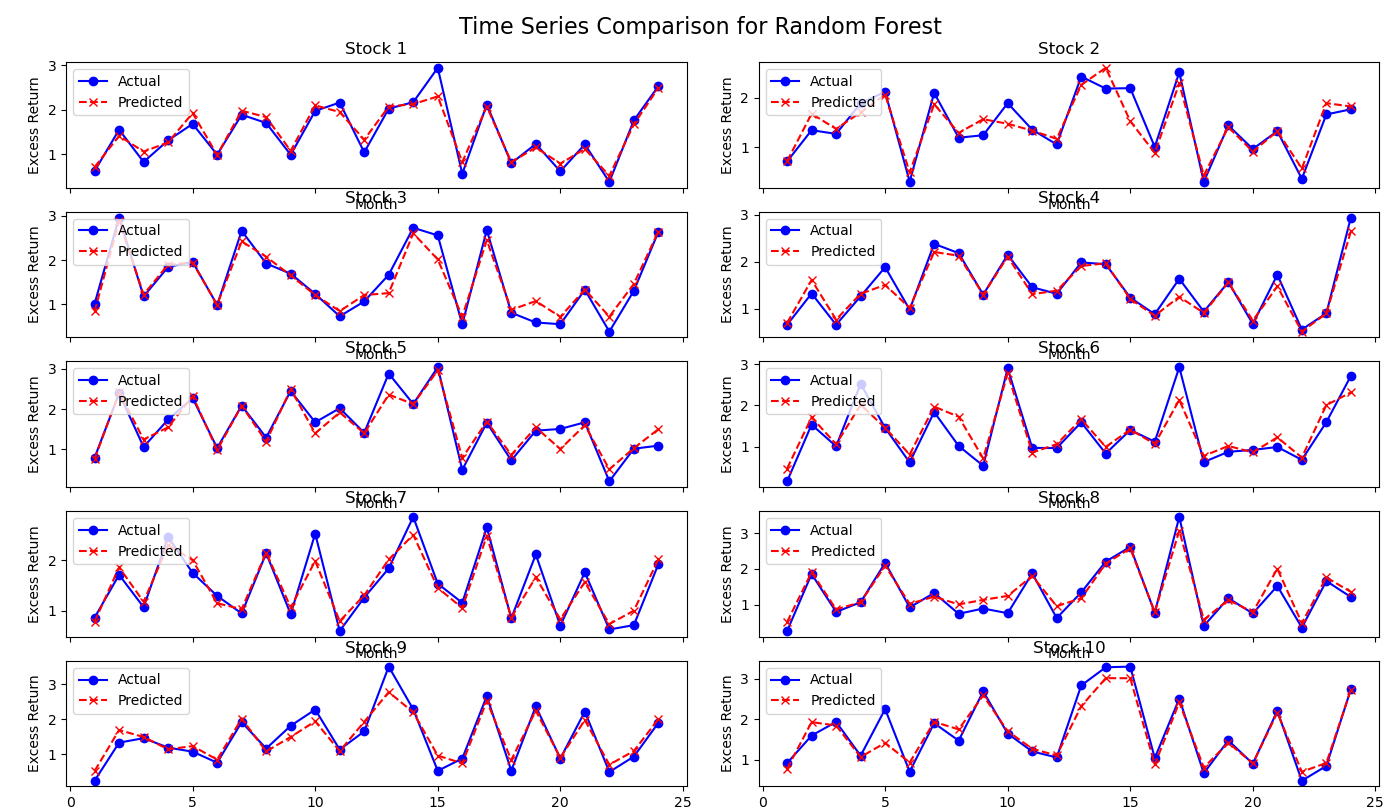 Time Series Comparison for Random Forest
Stock 1
Stock 2
3
2
1
Excess Return
Actual
Predicted
2
1
Excess Return
Actual
Predicted
Month
Stock 3
Stock 4
3
2
1
Excess Return
Actual
Predicted
3
2
1
Excess Return
Actual
Predicted
Month
Month
Stock 5
Stock 6
3
2
1
Excess Return
Actual
Predicted
3
2
1
Excess Return
Actual
Predicted
Month
Stock 7
Stock 8
2
1
Excess Return
Actual
Predicted
3
2
1
Excess Return
Actual
Predicted
Month
Month
Stock 9
Stock 10
3
2
1
Excess Return
Actual
Predicted
3
2
1
Excess Return
Actual
Predicted
0 5 10 15 20 25
0 5 10 15 20 25